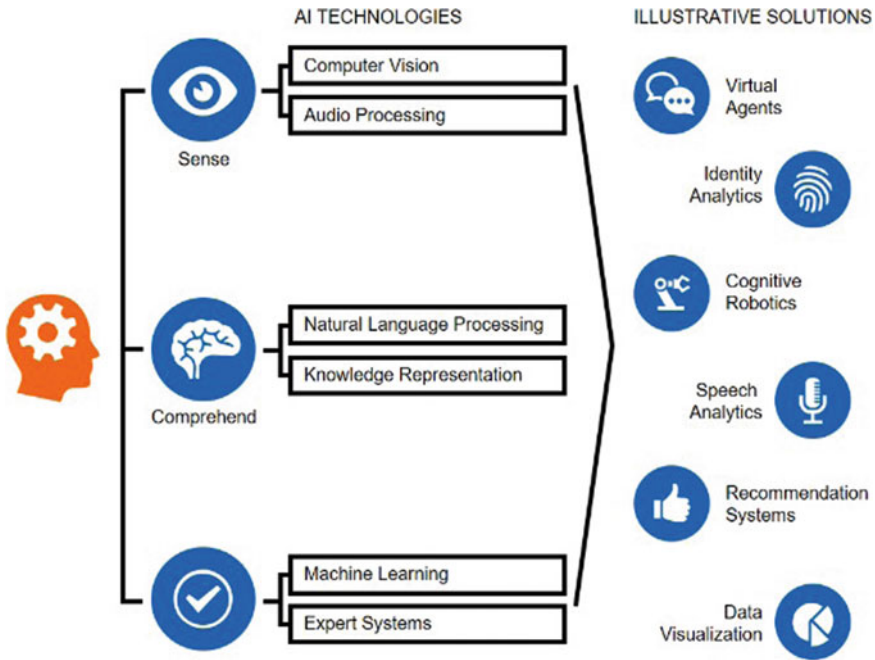 AI TECHNOLOGIES
ILLUSTRATIVE SOLUTIONS
Computer Vision
Audio Processing
Sense
Natural Language Processing
Knowledge Representation
Comprehend
Machine Learning
Expert Systems
Virtual
Agents
Identity
Analytics
Cognitive
Robotics
Speech
Analytics
Recommendation
Systems
Data
Visualization